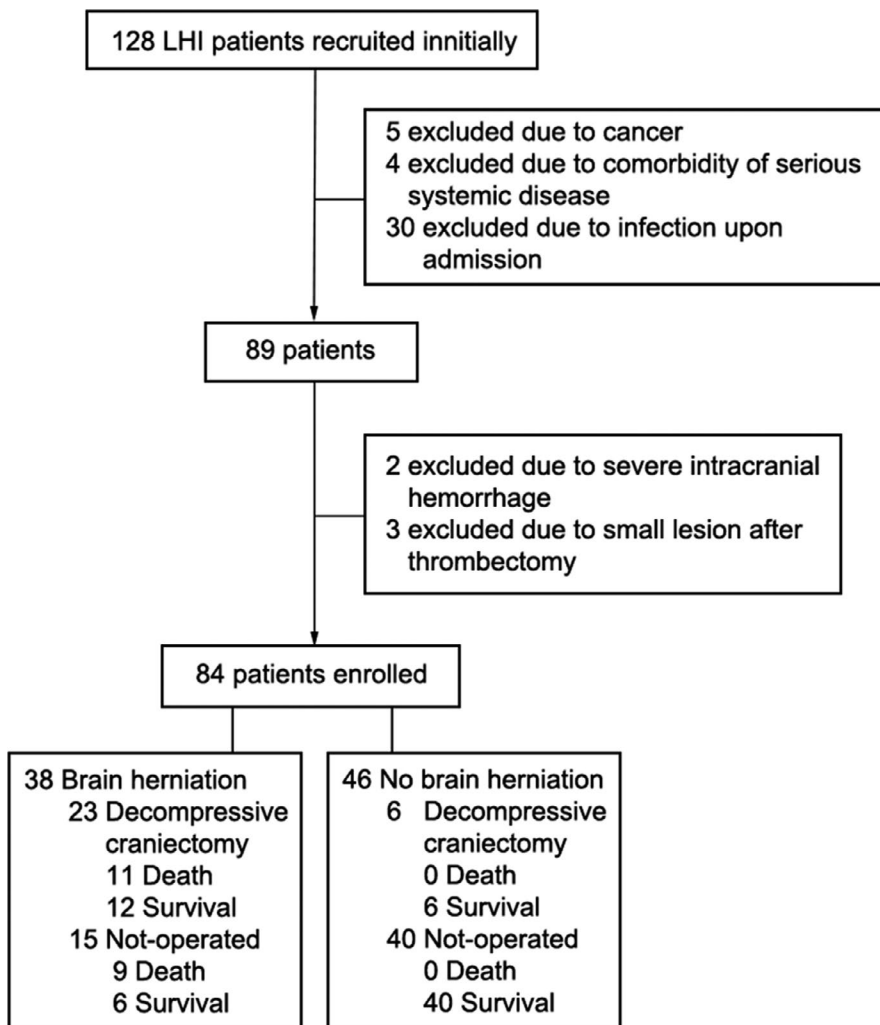 128 LHI patients recruited innitially
5 excluded due to cancer
4 excluded due to comorbidity of serious
systemic disease
30 excluded due to infection upon
admission
89 patients
2 excluded due to severe intracranial
hemorrhage
3 excluded due to small lesion after
thrombectomy
84 patients enrolled
38 Brain herniation
23 Decompressive
craniectomy
11 Death
12 Survival
15 Not-operated
9 Death
6 Survival
46 No brain herniation
6 Decompressive
craniectomy
0 Death
6 Survival
40 Not-operated
0 Death
40 Survival